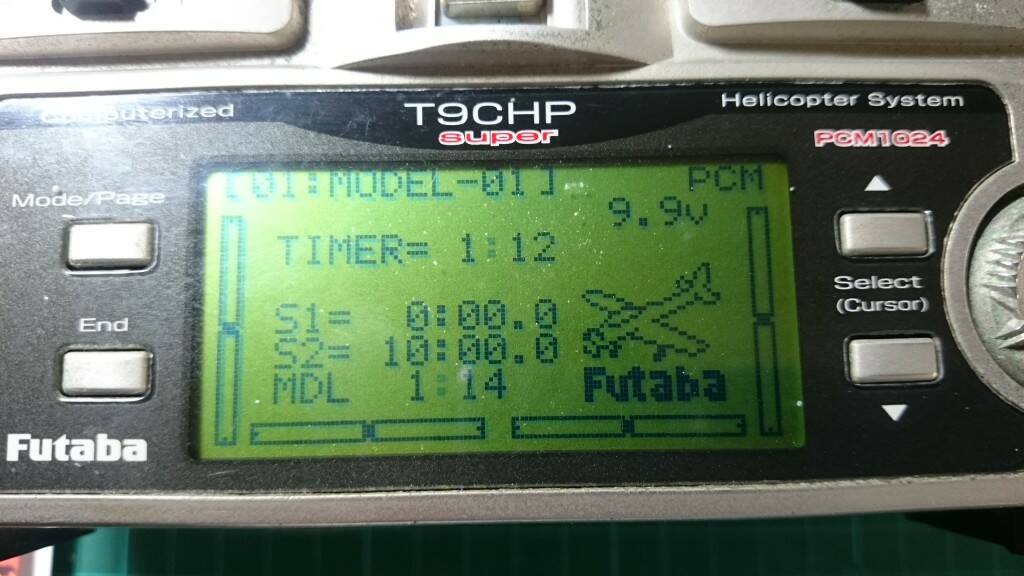 Computerized
T9CHP
super
Helicopter System
PCM1024
Mode/Page
End
Futaba
[01:MODEL-01] PCM
9.9v
TIMER= 1:12
S1= 0:00.0
S2= 10:00.0
MDL 1:14
Futaba
Select
(Cursor)